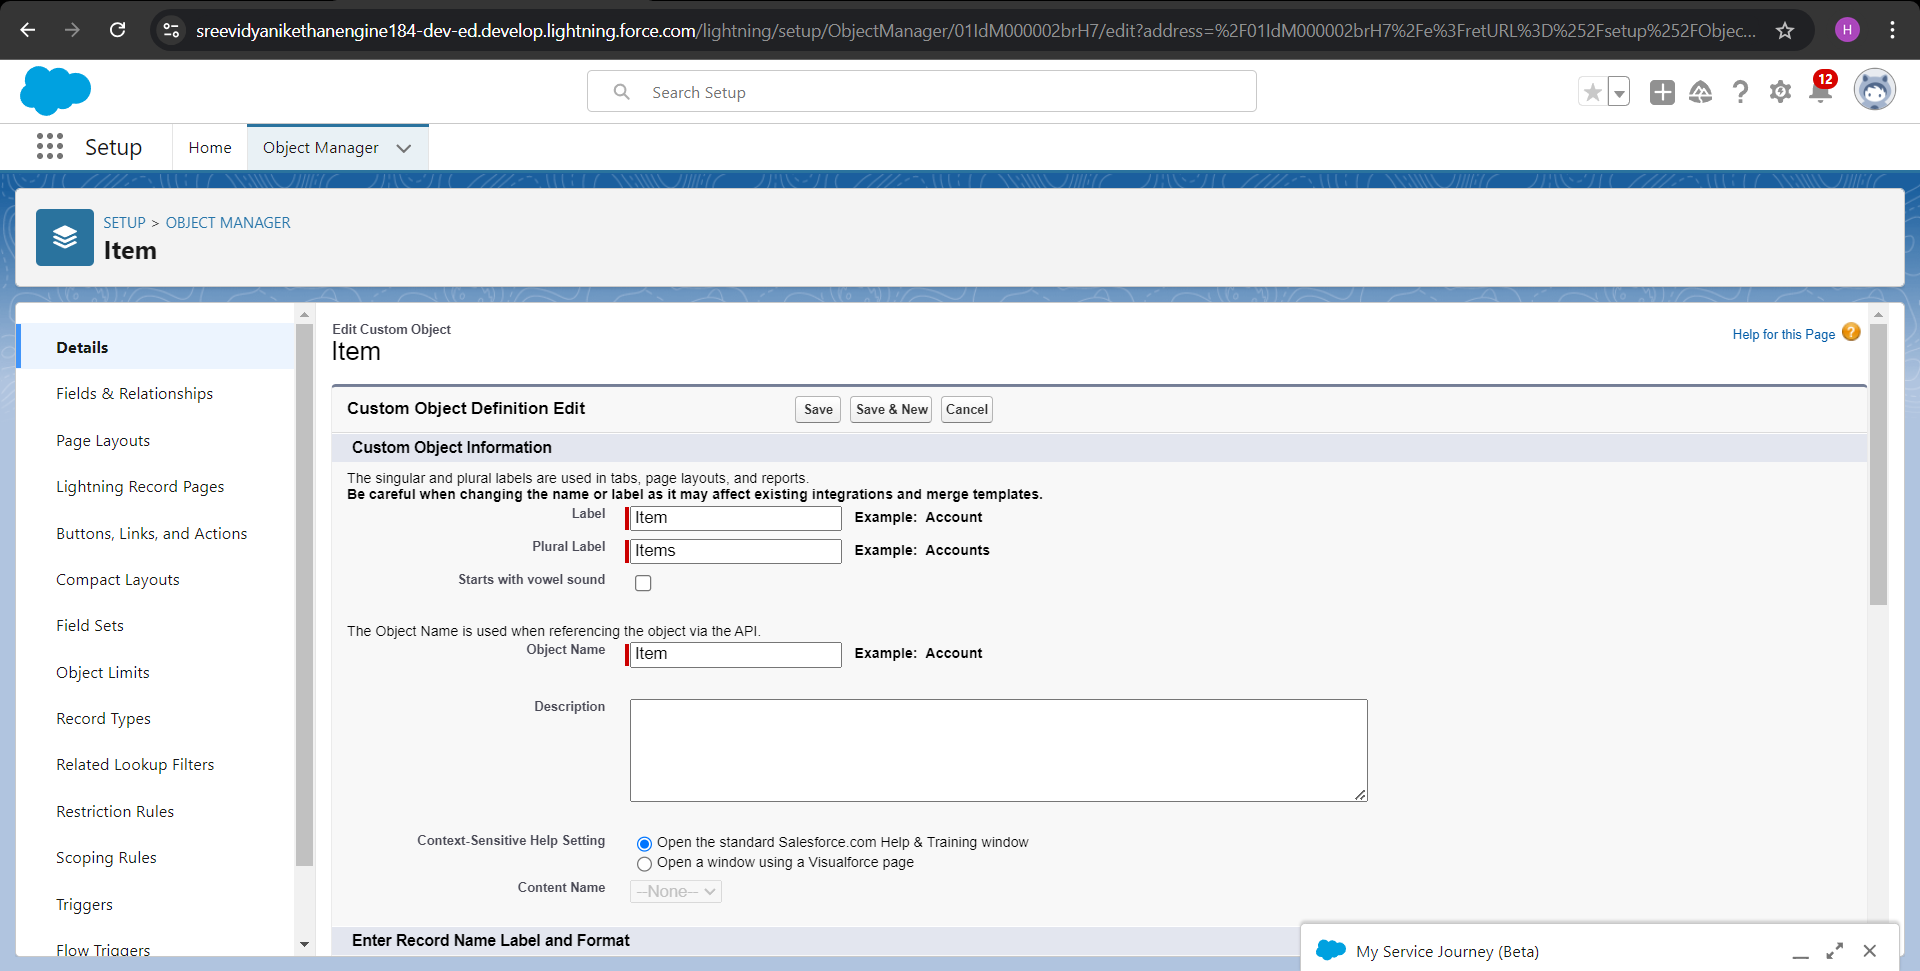 sreevidyanikethanengine184-dev-ed.develop.lightning.force.com/lightning/setup/ObjectManager/01IdM000002brH7/edit?address=%2F01IdM000002brH7%2Fe%3FretURL%3D%252Fsetup%252FObjec...
H
Search Setup
12
Setup
Home
Object Manager
SETUP > OBJECT MANAGER
Item
Details
Fields & Relationships
Page Layouts
Lightning Record Pages
Buttons, Links, and Actions
Compact Layouts
Field Sets
Object Limits
Record Types
Related Lookup Filters
Restriction Rules
Scoping Rules
Triggers
Flow Triggers
Edit Custom Object
Item
Help for this Page ?
Custom Object Definition Edit Save Save & New Cancel
Custom Object Information
The singular and plural labels are used in tabs, page layouts, and reports.
Be careful when changing the name or label as it may affect existing integrations and merge templates.
Label Item Example: Account
Plural Label Items Example: Accounts
Starts with vowel sound
The Object Name is used when referencing the object via the API.
Object Name Item Example: Account
Description
Context-Sensitive Help Setting Open the standard Salesforce.com Help & Training window
Open a window using a Visualforce page
Content Name --None--
Enter Record Name Label and Format
My Service Journey (Beta)